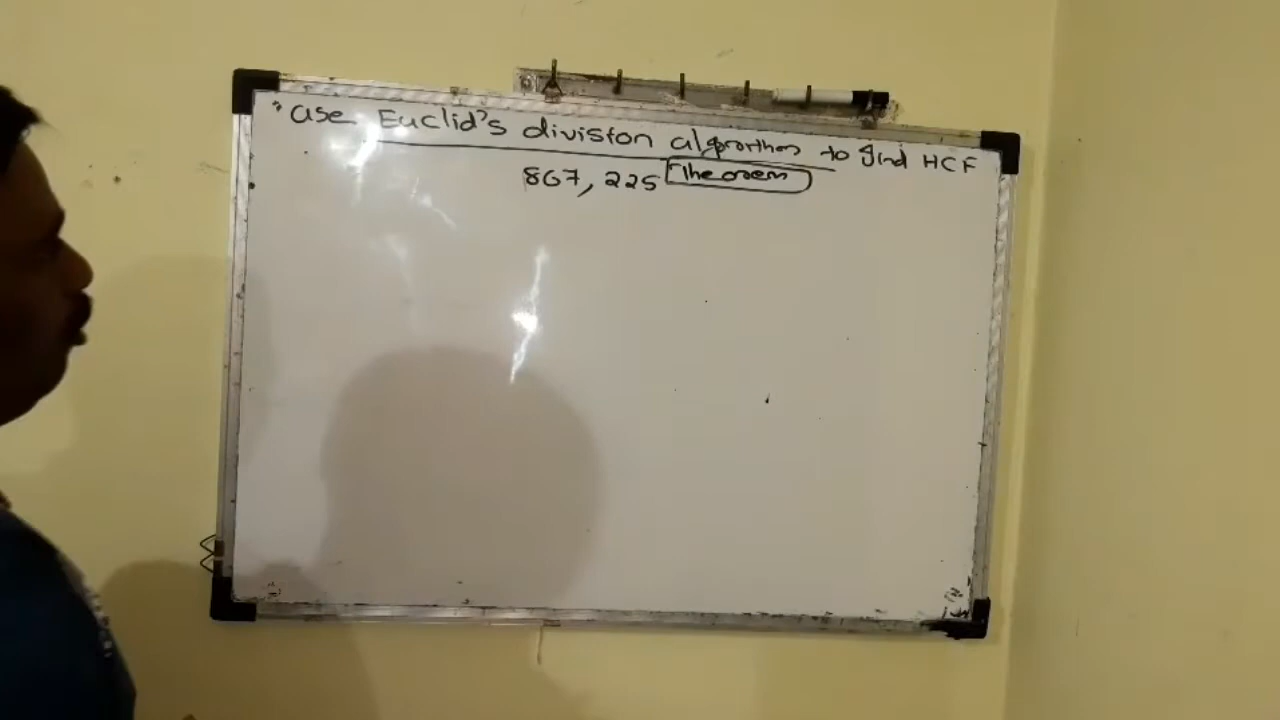 Use Euclid's division algorithm to find HCF
867, 225 Theorem